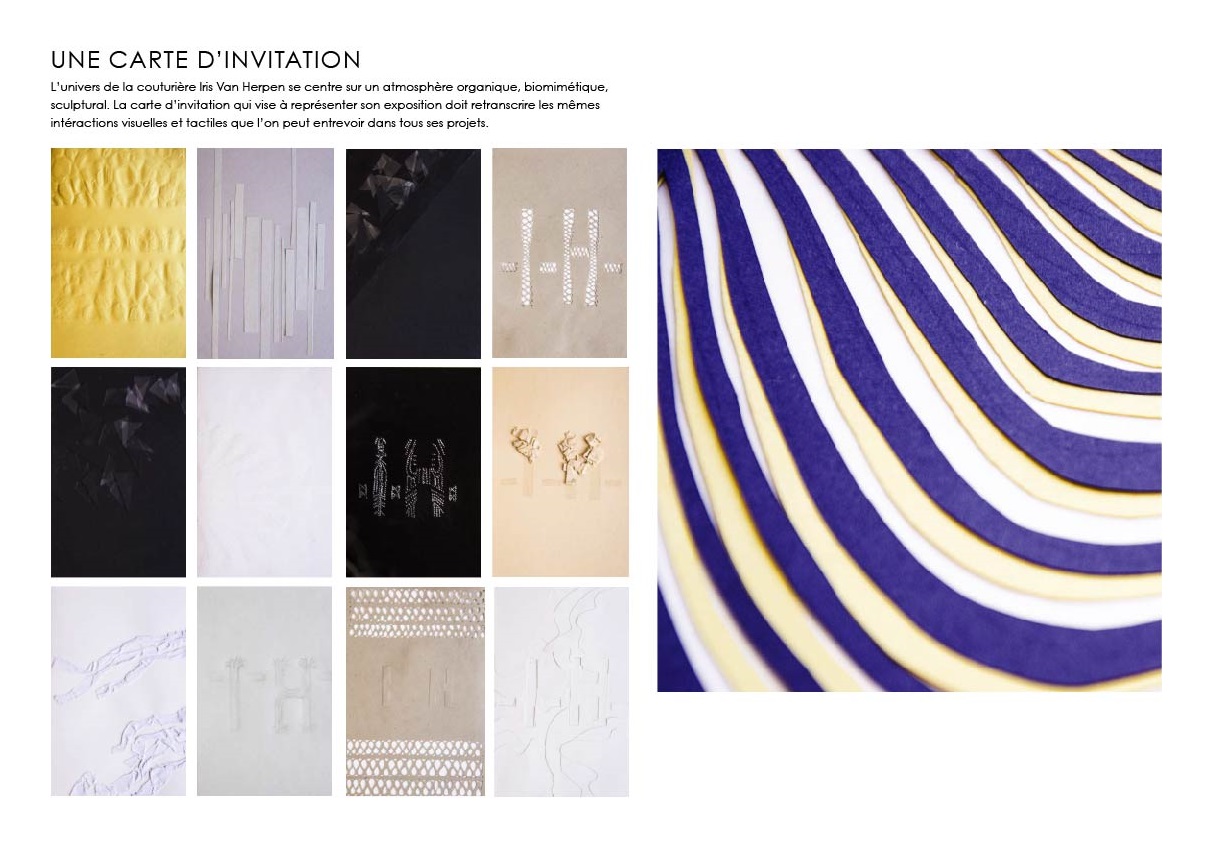 UNE CARTE D'INVITATION
L'univers de la couturière Iris Van Herpen se centre sur un atmosphère organique, biomimétique,
sculptural. La carte d'invitation qui vise à représenter son exposition doit retranscrire les mêmes
intéractions visuelles et tactiles que l'on peut entrevoir dans tous ses projets.
-I-H-